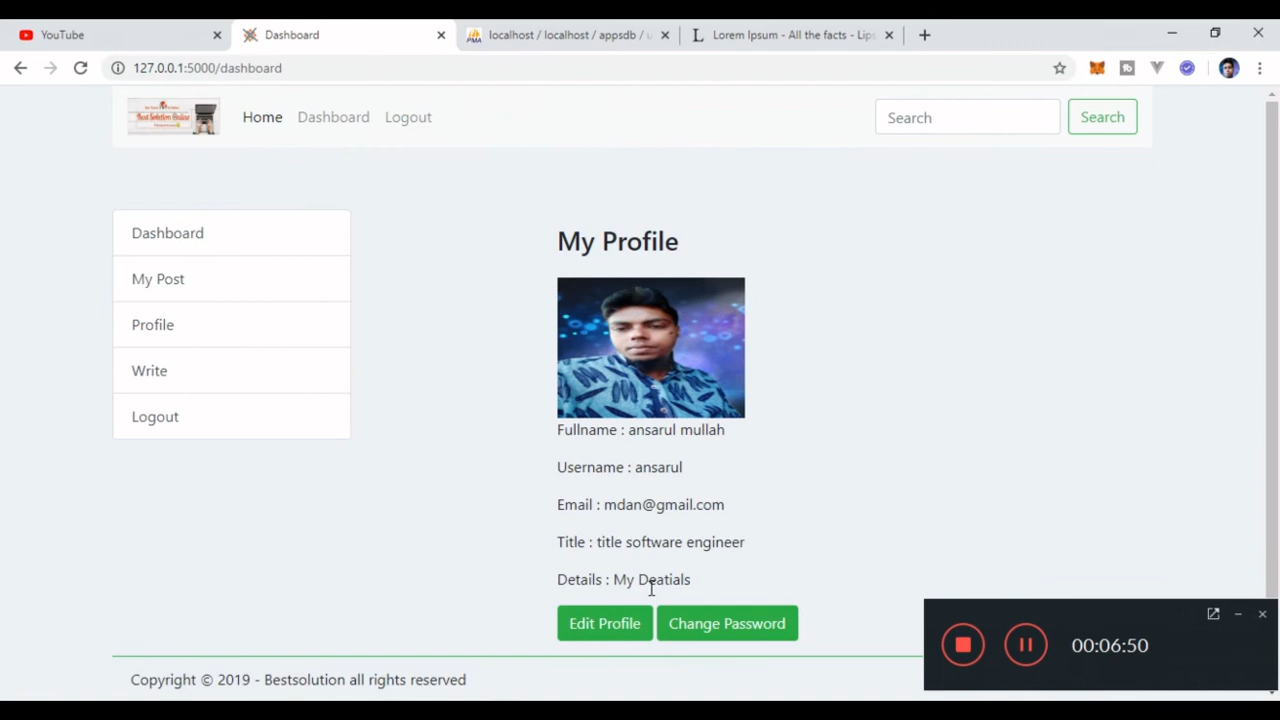 YouTube
Dashboard
localhost / localhost / appsdb / u
Lorem Ipsum - All the facts - Lips
127.0.0.1:5000/dashboard
Best Solution Online
Home
Dashboard
Logout
Search
Search
Dashboard
My Post
Profile
Write
Logout
My Profile
Fullname : ansarul mullah
Username : ansarul
Email : mdan@gmail.com
Title : title software engineer
Details : My Deatials
Edit Profile
Change Password
00:06:50
Copyright © 2019 - Bestsolution all rights reserved